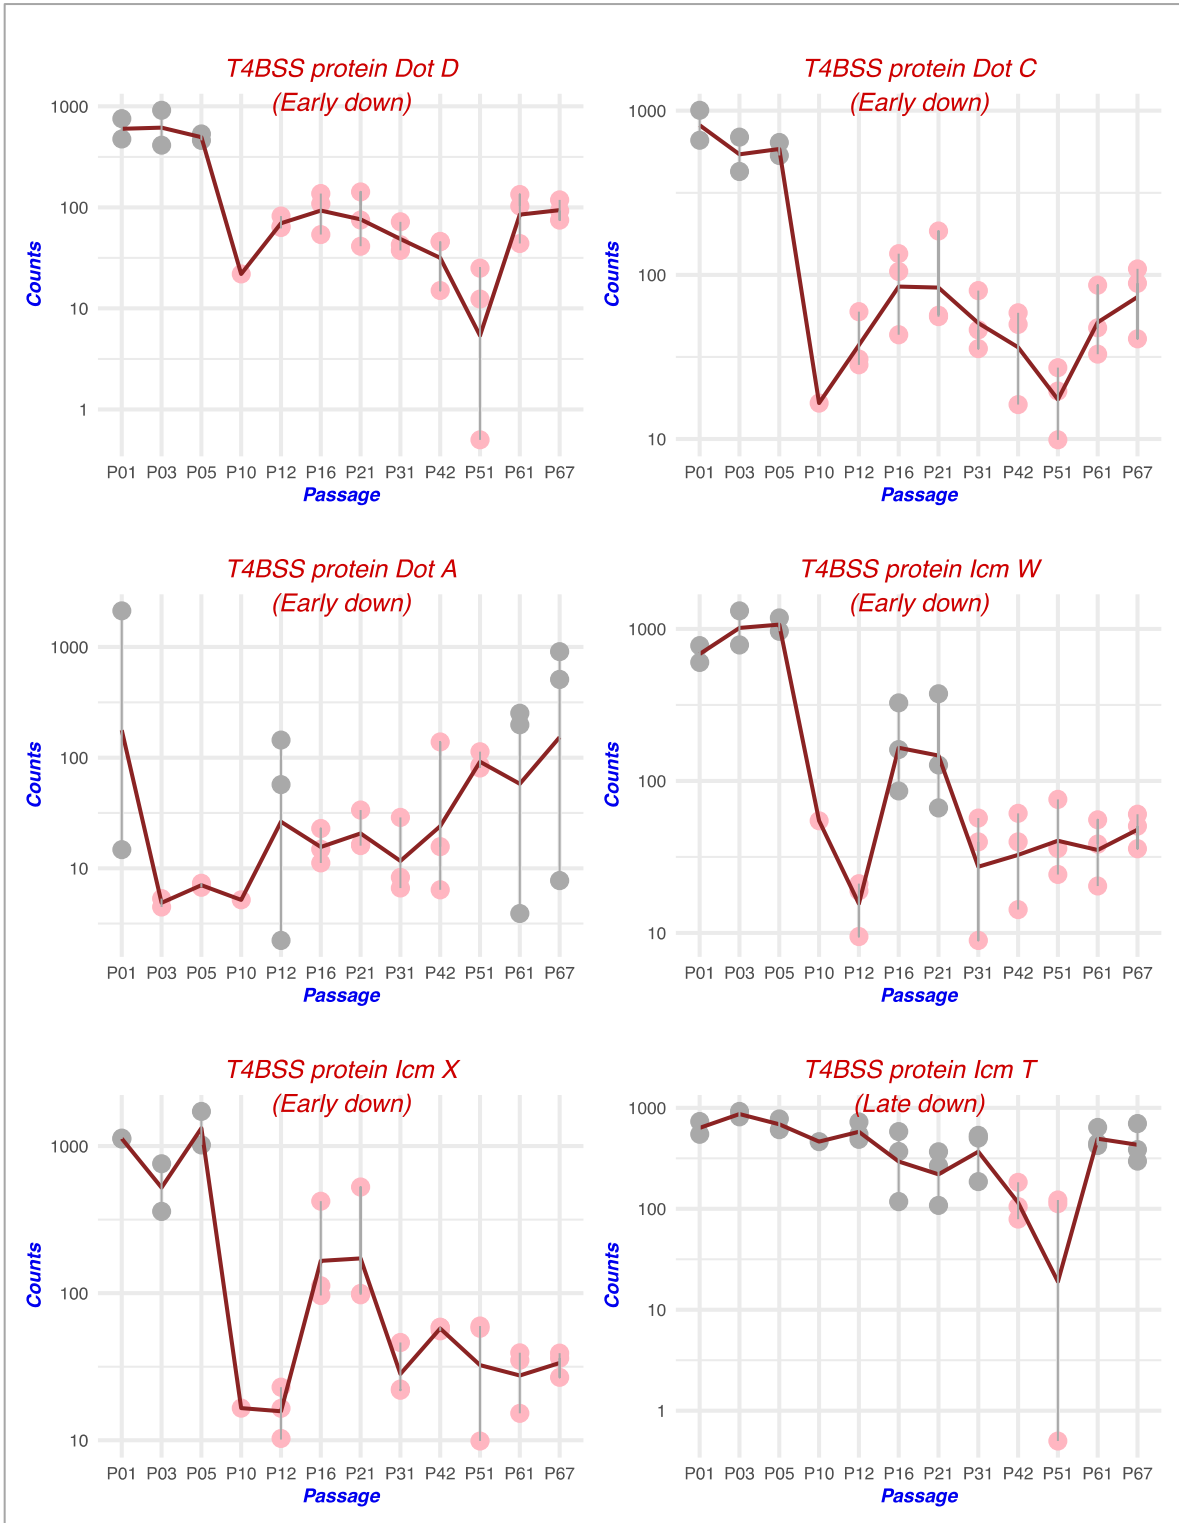 T4BSS protein Dot D
(Early down)
1000
100
10
1
Counts
P01 P03 P05 P10 P12 P16 P21 P31 P42 P51 P61 P67
Passage
T4BSS protein Dot C
(Early down)
1000
100
10
Counts
P01 P03 P05 P10 P12 P16 P21 P31 P42 P51 P61 P67
Passage
T4BSS protein Dot A
(Early down)
1000
100
10
Counts
P01 P03 P05 P10 P12 P16 P21 P31 P42 P51 P61 P67
Passage
T4BSS protein Icm W
(Early down)
1000
100
10
Counts
P01 P03 P05 P10 P12 P16 P21 P31 P42 P51 P61 P67
Passage
T4BSS protein Icm X
(Early down)
1000
100
10
Counts
P01 P03 P05 P10 P12 P16 P21 P31 P42 P51 P61 P67
Passage
T4BSS protein Icm T
(Late down)
1000
100
10
1
Counts
P01 P03 P05 P10 P12 P16 P21 P31 P42 P51 P61 P67
Passage